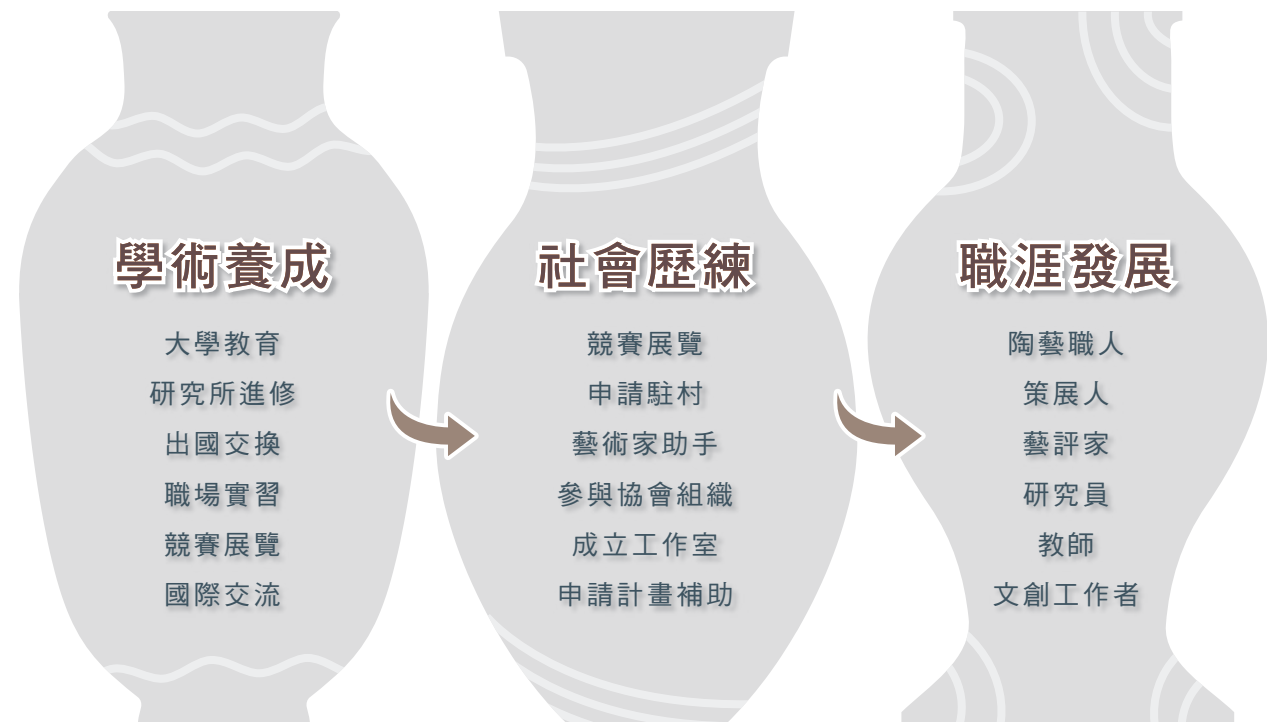 學術養成
大學教育
研究所進修
出國交換
職場實習
競賽展覽
國際交流
社會歷練
競賽展覽
申請駐村
藝術家助手
參與協會組織
成立工作室
申請計畫補助
職涯發展
陶藝職人
策展人
藝評家
研究員
教師
文創工作者